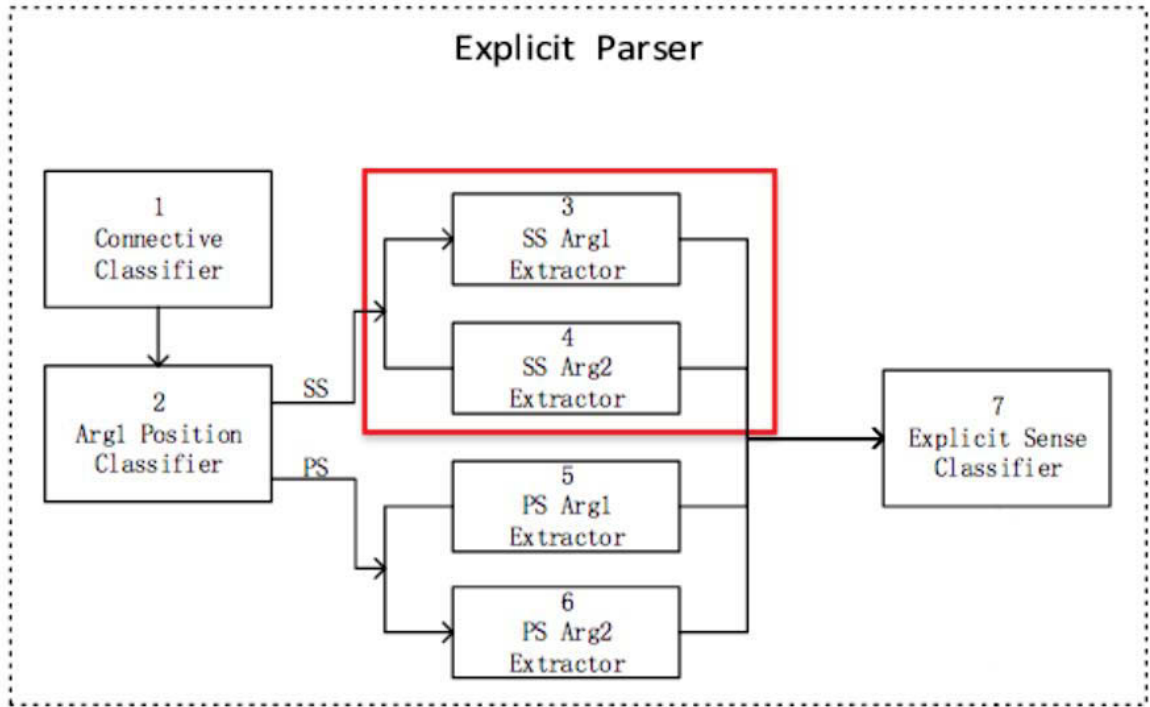 Explicit Parser
1
Connective
Classifier
2
Arg1 Position
Classifier
SS
PS
3
SS Arg1
Extractor
4
SS Arg2
Extractor
5
PS Arg1
Extractor
6
PS Arg2
Extractor
7
Explicit Sense
Classifier